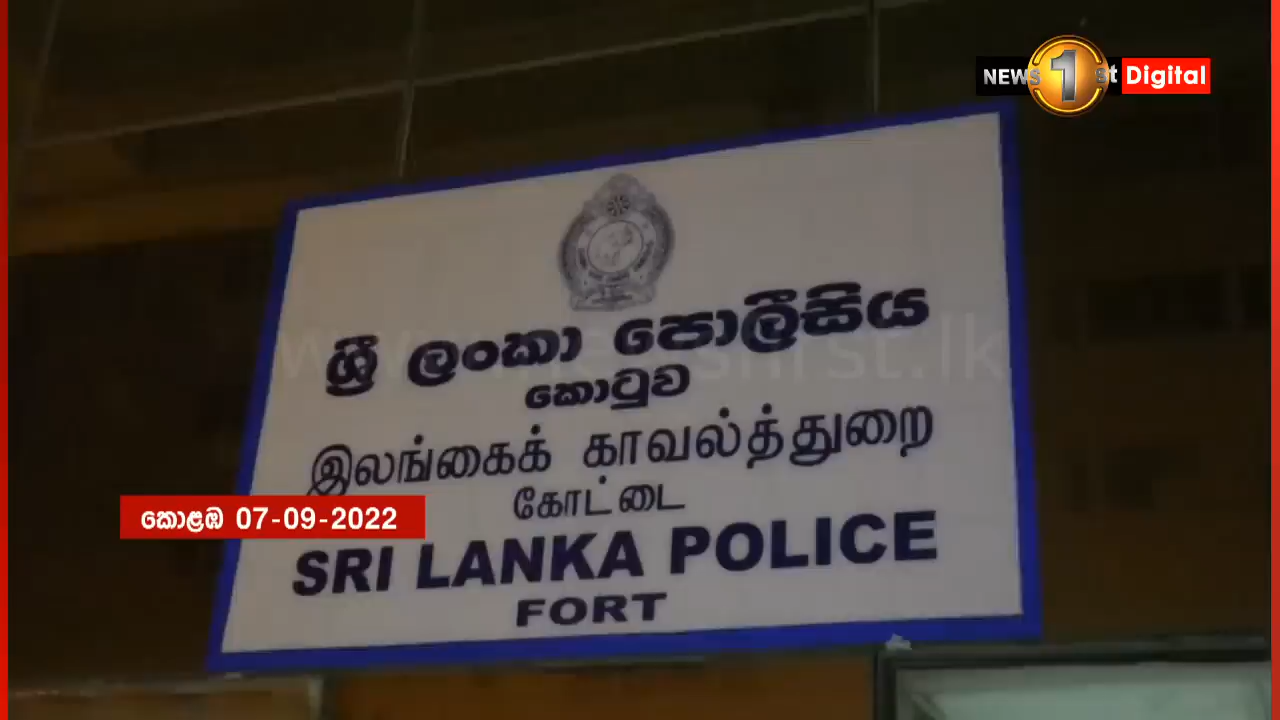 NEWS 1st Digital
ශ්‍රී ලංකා පොලීසිය
කොටුව
இலங்கைக் காவல்த்துறை
கோட்டை
කොළඹ 07-09-2022
SRI LANKA POLICE
FORT